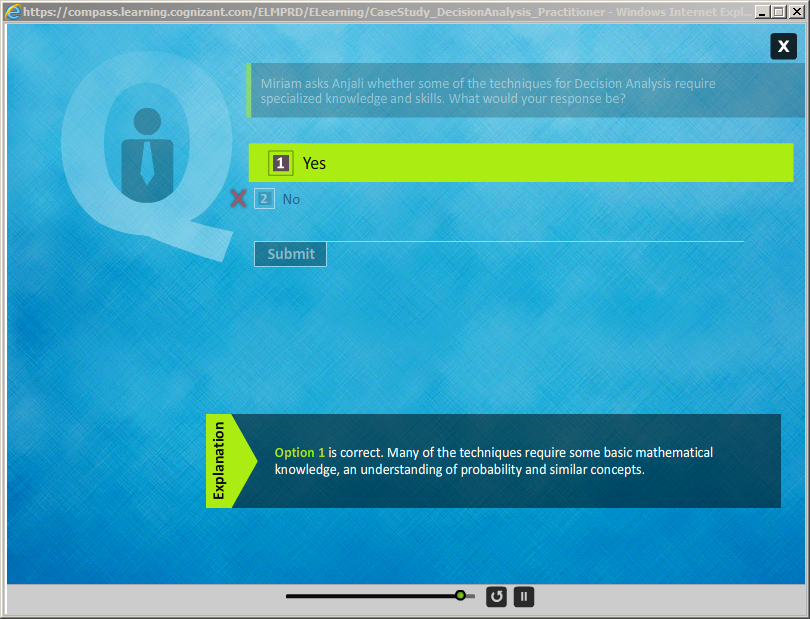 https://compass.learning.cognizant.com/ELMPRD/ELearning/CaseStudy_DecisionAnalysis_Practitioner - Windows Internet Expl...
X
Q
Miriam asks Anjali whether some of the techniques for Decision Analysis require
specialized knowledge and skills. What would your response be?
1 Yes
2 No
Submit
Explanation
Option 1 is correct. Many of the techniques require some basic mathematical
knowledge, an understanding of probability and similar concepts.